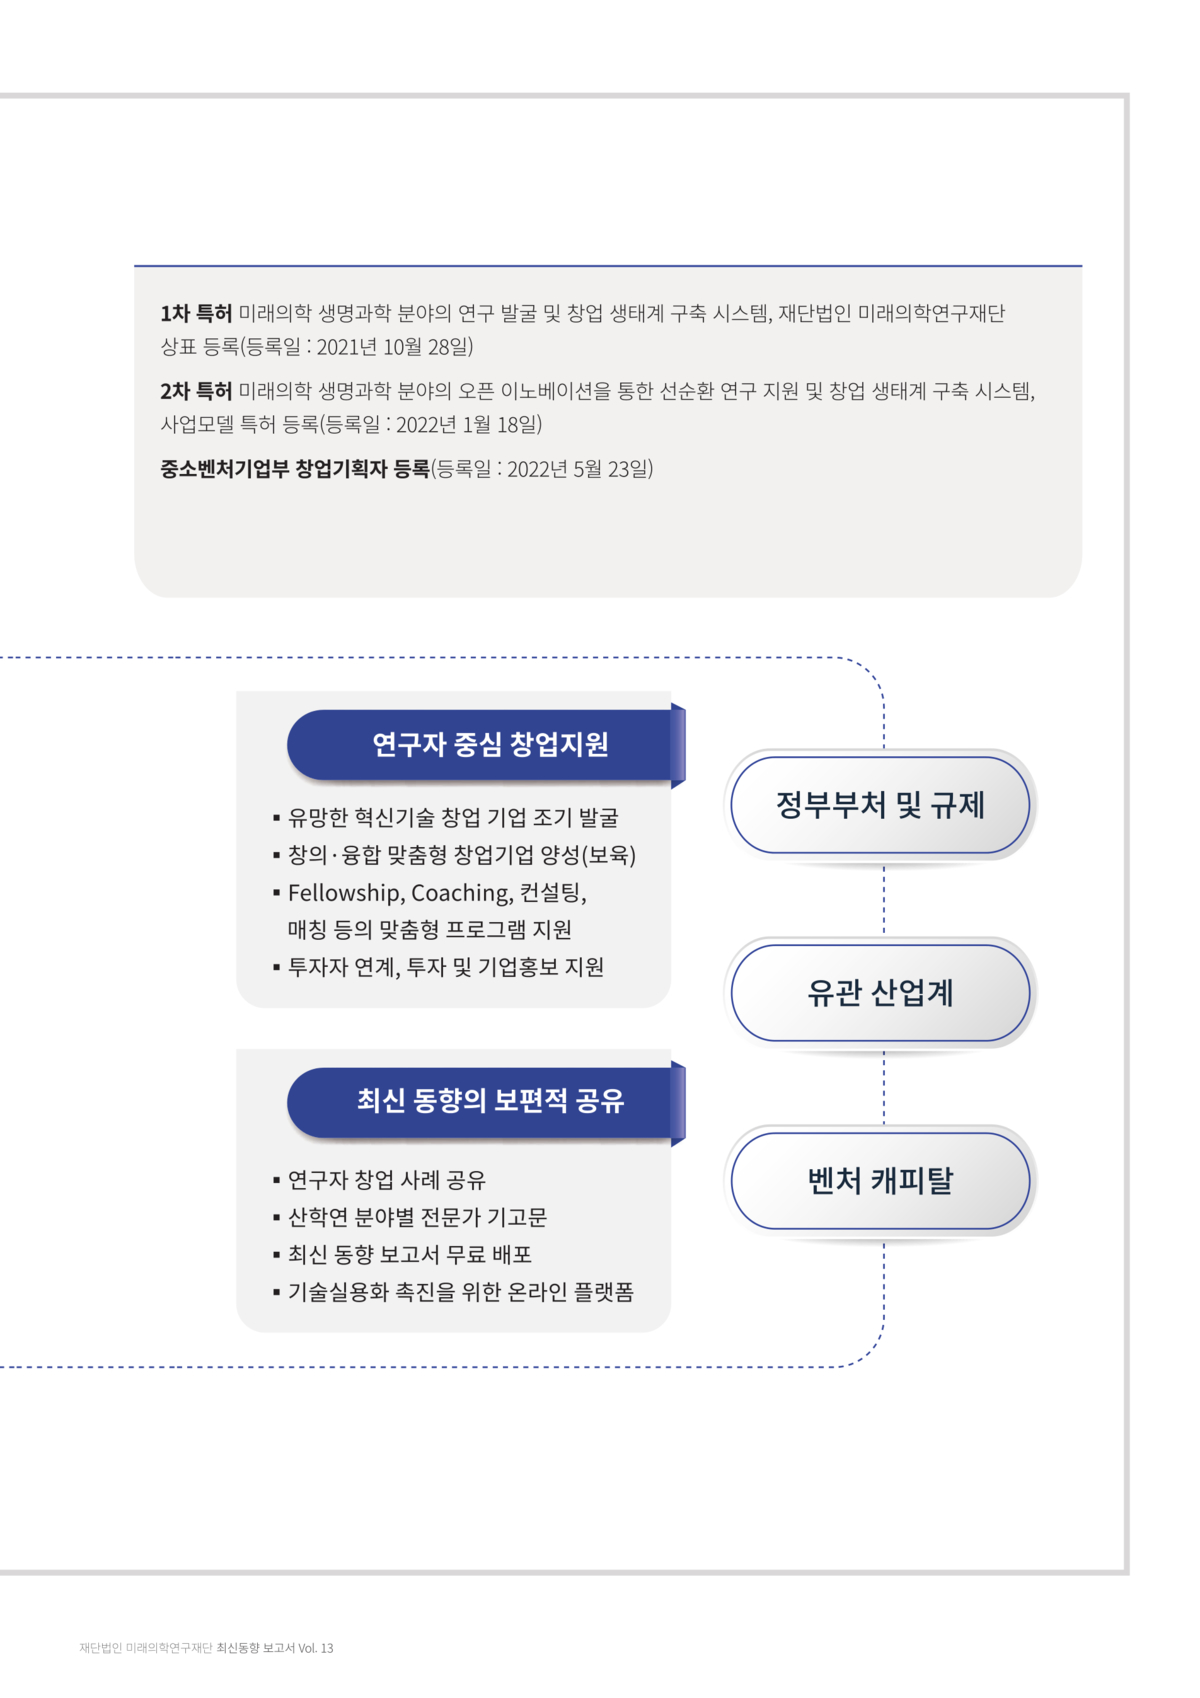 1차 특허 미래의학 생명과학 분야의 연구 발굴 및 창업 생태계 구축 시스템, 재단법인 미래의학연구재단
상표 등록(등록일 : 2021년 10월 28일)
2차 특허 미래의학 생명과학 분야의 오픈 이노베이션을 통한 선순환 연구 지원 및 창업 생태계 구축 시스템,
사업모델 특허 등록(등록일 : 2022년 1월 18일)
중소벤처기업부 창업기획자 등록(등록일 : 2022년 5월 23일)
연구자 중심 창업지원
▪ 유망한 혁신기술 창업 기업 조기 발굴
▪ 창의·융합 맞춤형 창업기업 양성(보육)
▪ Fellowship, Coaching, 컨설팅,
매칭 등의 맞춤형 프로그램 지원
▪ 투자자 연계, 투자 및 기업홍보 지원
최신 동향의 보편적 공유
▪ 연구자 창업 사례 공유
▪ 산학연 분야별 전문가 기고문
▪ 최신 동향 보고서 무료 배포
▪ 기술실용화 촉진을 위한 온라인 플랫폼
정부부처 및 규제
유관 산업계
벤처 캐피탈
재단법인 미래의학연구재단 최신동향 보고서 Vol. 13